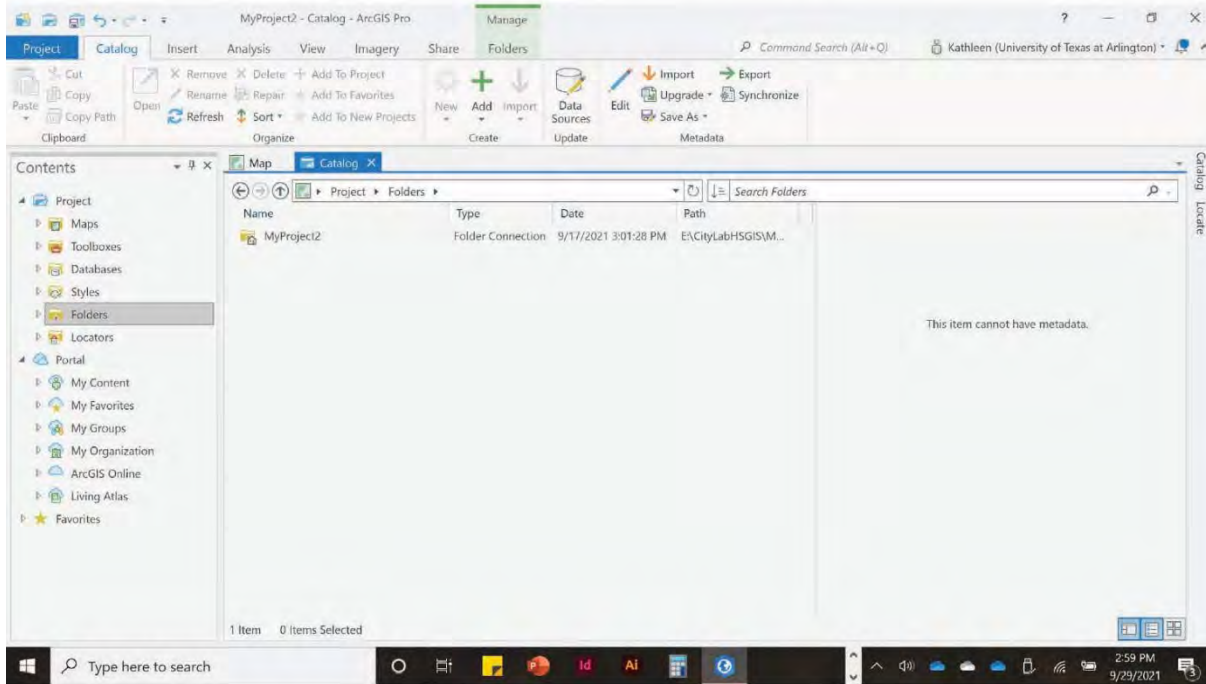 MyProject2 - Catalog - ArcGIS Pro
Manage
?
Project Catalog Insert Analysis View Imagery Share Folders
Command Search (Alt+Q)
Kathleen (University of Texas at Arlington)
Paste
Cut
Copy
Copy Path
Clipboard
Open
Remove Delete Add To Project
Rename Repair Add To Favorites
Refresh Sort Add To New Projects
Organize
New Add Import
Create
Data Sources
Update
Edit
Import Export
Upgrade Synchronize
Save As
Metadata
Contents
Project
Maps
Toolboxes
Databases
Styles
Folders
Locators
Portal
My Content
My Favorites
My Groups
My Organization
ArcGIS Online
Living Atlas
Favorites
Map Catalog
Project Folders
Search Folders
Name Type Date Path
MyProject2 Folder Connection 9/17/2021 3:01:28 PM E:\CityLabHSGIS\M...
This item cannot have metadata.
1 Item 0 Items Selected
Catalog
Locate
Type here to search
Id
Ai
2:59 PM
9/29/2021
3